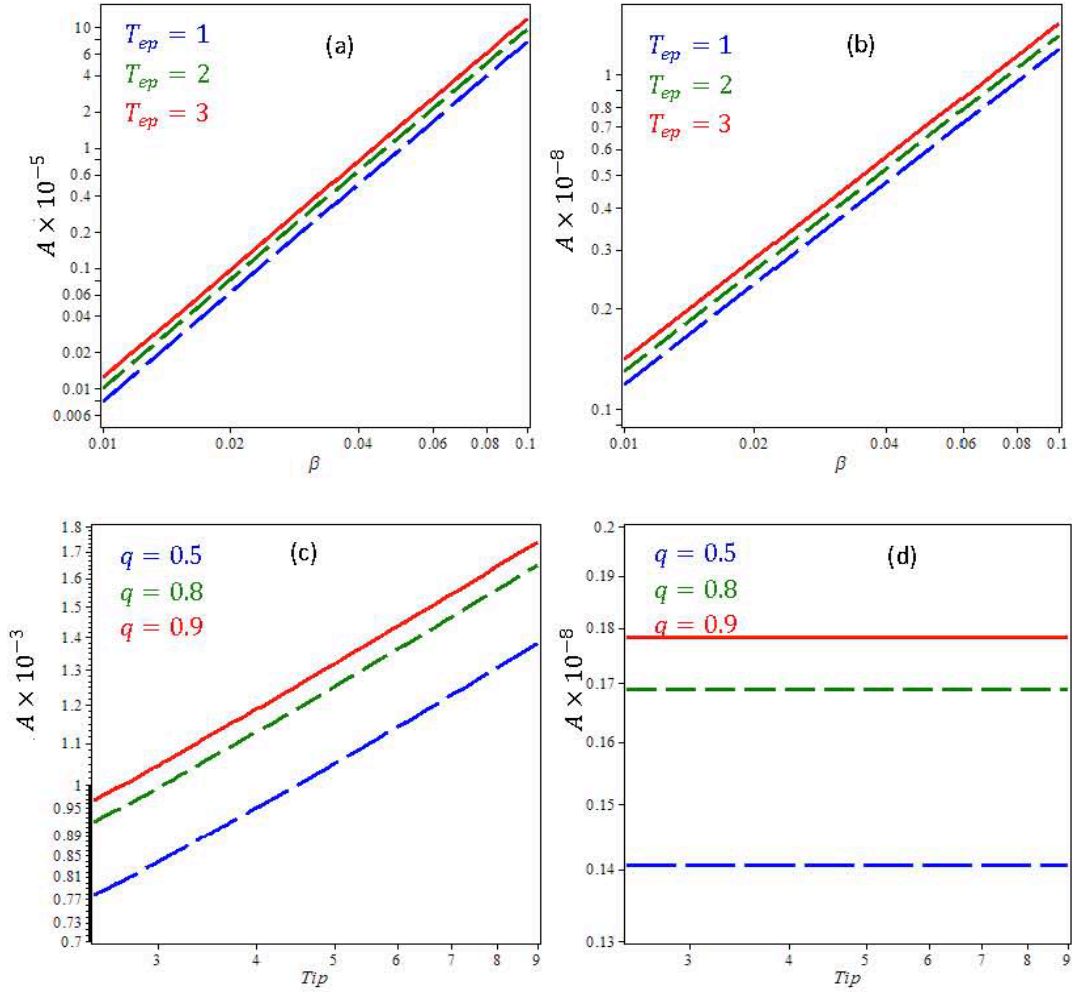 (a)
T_ep = 1
T_ep = 2
T_ep = 3
10
6
4
2
1
0.6
0.4
0.2
0.1
0.06
0.04
0.02
0.01
0.006
A × 10⁻⁵
0.01 0.02 0.04 0.06 0.08 0.1
β
(b)
T_ep = 1
T_ep = 2
T_ep = 3
1
0.9
0.8
0.7
0.6
0.5
0.4
0.3
0.2
0.1
A × 10⁻⁸
0.01 0.02 0.04 0.06 0.08 0.1
β
(c)
q = 0.5
q = 0.8
q = 0.9
1.8
1.7
1.6
1.5
1.4
1.3
1.2
1.1
1
0.95
0.89
0.85
0.81
0.77
0.73
0.7
A × 10⁻³
3 4 5 6 7 8 9
Tip
(d)
q = 0.5
q = 0.8
q = 0.9
0.2
0.19
0.18
0.17
0.16
0.15
0.14
0.13
A × 10⁻⁸
3 4 5 6 7 8 9
Tip